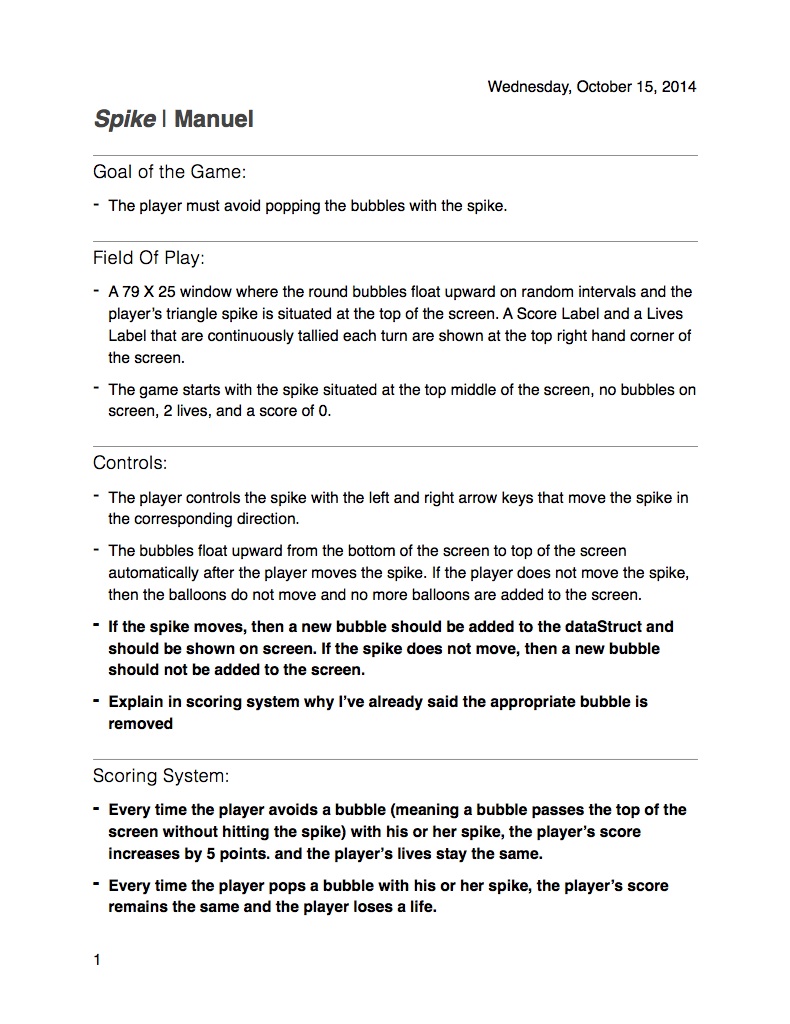 Wednesday, October 15, 2014
Spike | Manuel
Goal of the Game:
- The player must avoid popping the bubbles with the spike.
Field Of Play:
- A 79 X 25 window where the round bubbles float upward on random intervals and the
player’s triangle spike is situated at the top of the screen. A Score Label and a Lives
Label that are continuously tallied each turn are shown at the top right hand corner of
the screen.
- The game starts with the spike situated at the top middle of the screen, no bubbles on
screen, 2 lives, and a score of 0.
Controls:
- The player controls the spike with the left and right arrow keys that move the spike in
the corresponding direction.
- The bubbles float upward from the bottom of the screen to top of the screen
automatically after the player moves the spike. If the player does not move the spike,
then the balloons do not move and no more balloons are added to the screen.
- If the spike moves, then a new bubble should be added to the dataStruct and
should be shown on screen. If the spike does not move, then a new bubble
should not be added to the screen.
- Explain in scoring system why I’ve already said the appropriate bubble is
removed
Scoring System:
- Every time the player avoids a bubble (meaning a bubble passes the top of the
screen without hitting the spike) with his or her spike, the player’s score
increases by 5 points. and the player’s lives stay the same.
- Every time the player pops a bubble with his or her spike, the player’s score
remains the same and the player loses a life.
1